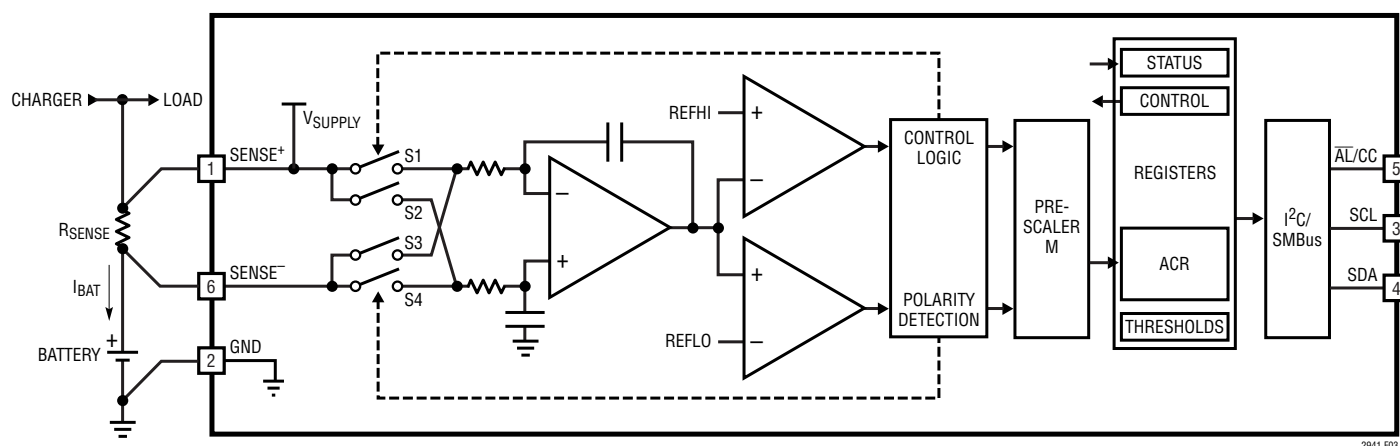 CHARGER
LOAD
VSUPPLY
1
SENSE+
S1
S2
S3
S4
RSENSE
6
SENSE−
IBAT
+
BATTERY
2
GND
−
+
REFHI
+
−
+
REFLO
−
CONTROL
LOGIC
POLARITY
DETECTION
PRE-
SCALER
M
STATUS
CONTROL
REGISTERS
ACR
THRESHOLDS
I2C/
SMBus
AL/CC
5
SCL
3
SDA
4
2941 F03